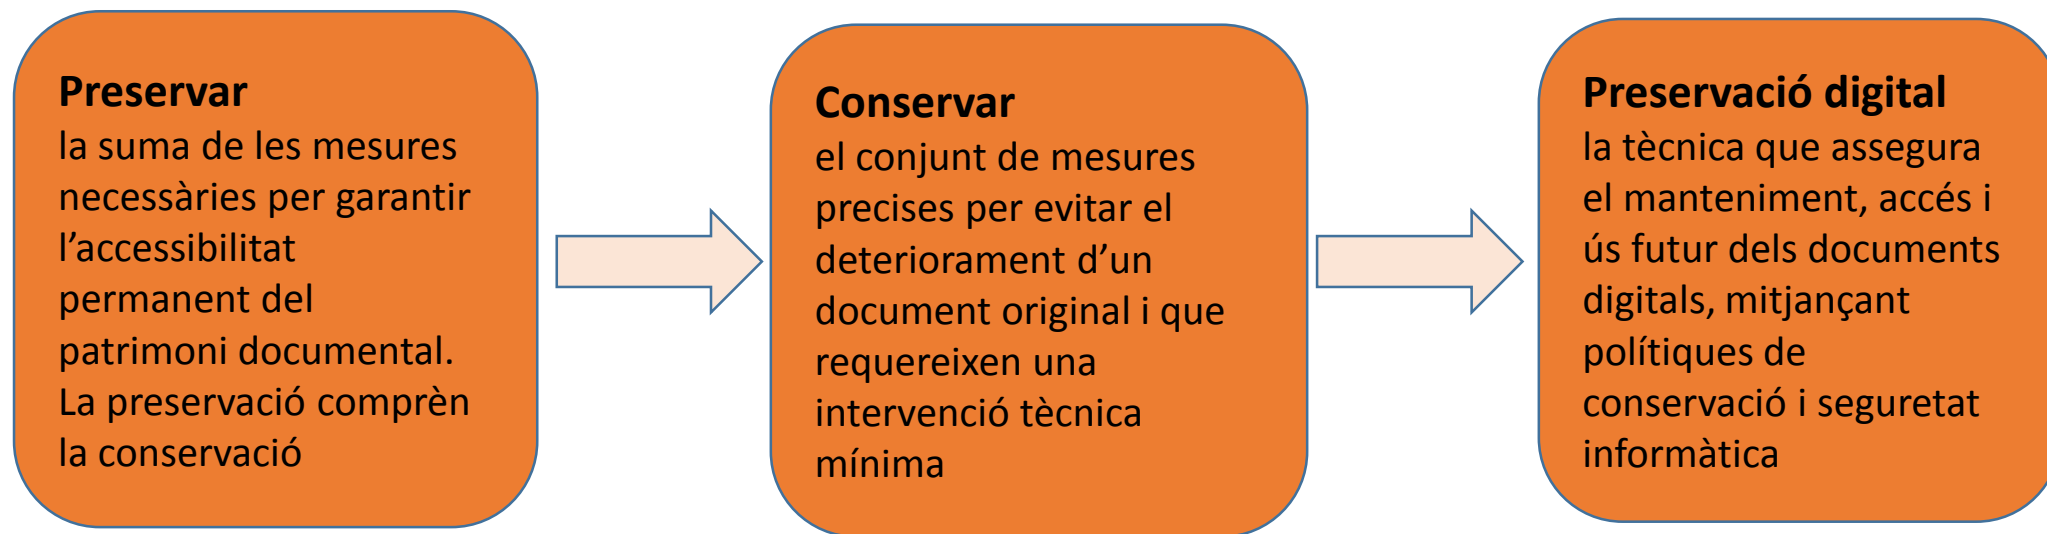 Preservar
la suma de les mesures
necessàries per garantir
l’accessibilitat
permanent del
patrimoni documental.
La preservació comprèn
la conservació
Conservar
el conjunt de mesures
precises per evitar el
deteriorament d’un
document original i que
requereixen una
intervenció tècnica
mínima
Preservació digital
la tècnica que assegura
el manteniment, accés i
ús futur dels documents
digitals, mitjançant
polítiques de
conservació i seguretat
informàtica